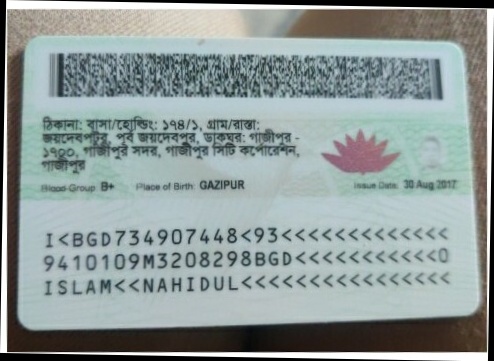 ঠিকানা: বাসা/হোল্ডিং: ১৭৪/১, গ্রাম/রাস্তা:
জয়দেবপুর, পূর্ব জয়দেবপুর, ডাকঘর: গাজীপুর -
১৭০০, গাজীপুর সদর, গাজীপুর সিটি কর্পোরেশন,
গাজীপুর
Blood Group: B+ Place of Birth: GAZIPUR Issue Date: 30 Aug 2017
I<BGD734907448<93<<<<<<<<<<<<<
9410109M3208298BGD<<<<<<<<<<<0
ISLAM<<NAHIDUL<<<<<<<<<<<<<<<<